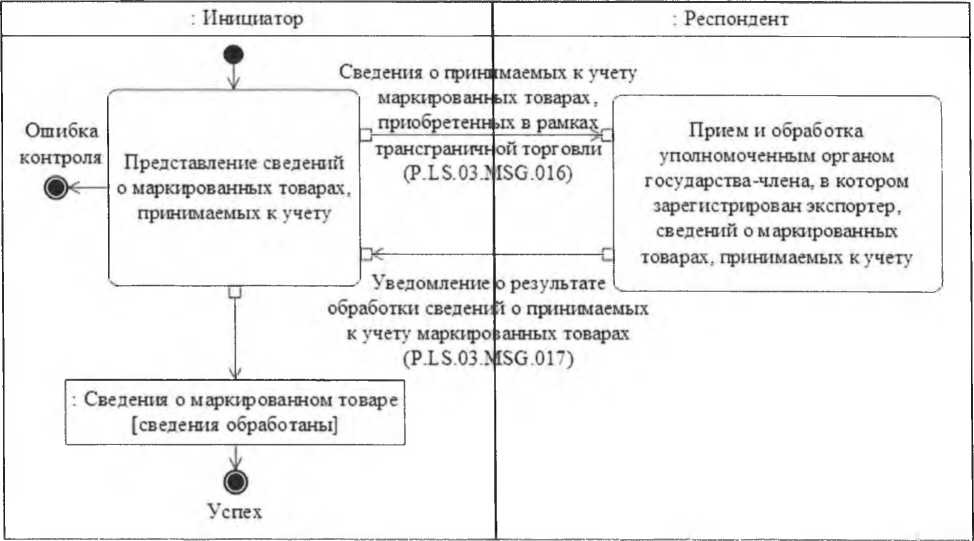 : Инициатор
: Респондент
Сведения о принимаемых к учету
маркированных товарах,
приобретенных в рамках
трансграничной торговли
(P.LS.03.MSG.016)
Ошибка
контроля
Представление сведений
о маркированных товарах,
принимаемых к учету
Прием и обработка
уполномоченным органом
государства-члена, в котором
зарегистрирован экспортер,
сведений о маркированных
товарах, принимаемых к учету
Уведомление о результате
обработки сведений о принимаемых
к учету маркированных товарах
(P.LS.03.MSG.017)
: Сведения о маркированном товаре
[сведения обработаны]
Успех